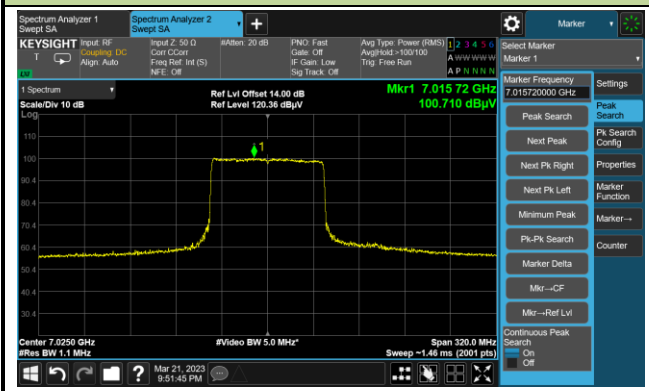 Spectrum Analyzer 1
Swept SA
Spectrum Analyzer 2
Swept SA
+
Marker
KEYSIGHT
T
Input: RF
Coupling: DC
Align: Auto
Input Z: 50 Ω
Corr CCorr
Freq Ref: Int (S)
NFE: Off
#Atten: 20 dB
PNO: Fast
Gate: Off
IF Gain: Low
Sig Track: Off
Avg Type: Power (RMS)
Avg|Hold:>100/100
Trig: Free Run
1 2 3 4 5 6
A W W W W W
A P N N N N
Select Marker
Marker 1
1 Spectrum
Scale/Div 10 dB
Log
Ref Lvl Offset 14.00 dB
Ref Level 120.36 dBµV
Mkr1 7.015 72 GHz
100.710 dBµV
110
100
90.4
80.4
70.4
60.4
50.4
40.4
30.4
1
Center 7.0250 GHz
#Res BW 1.1 MHz
#Video BW 5.0 MHz*
Span 320.0 MHz
Sweep ~1.46 ms (2001 pts)
Marker Frequency
7.015720000 GHz
Peak Search
Next Peak
Next Pk Right
Next Pk Left
Minimum Peak
Pk-Pk Search
Marker Delta
Mkr→CF
Mkr→Ref Lvl
Continuous Peak
Search
On
Off
Settings
Peak
Search
Pk Search
Config
Properties
Marker
Function
Marker→
Counter
?
Mar 21, 2023
9:51:45 PM